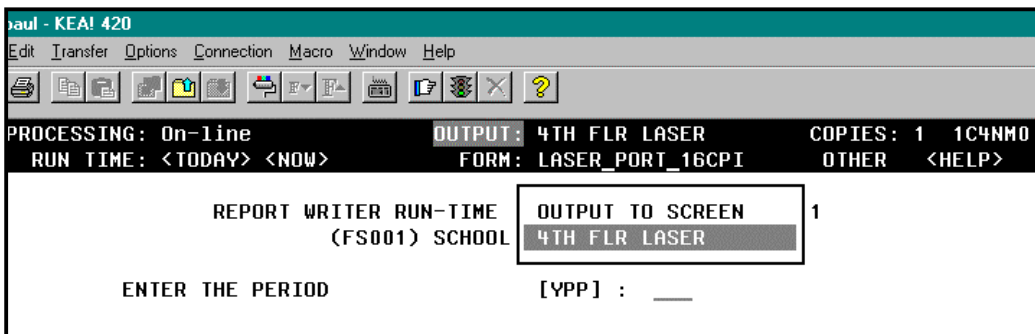 paul - KEA! 420
Edit Transfer Options Connection Macro Window Help
PROCESSING: On-line OUTPUT: 4TH FLR LASER COPIES: 1 1C4NM0
RUN TIME: <TODAY> <NOW> FORM: LASER_PORT_16CPI OTHER <HELP>
REPORT WRITER RUN-TIME OUTPUT TO SCREEN 1
(FS001) SCHOOL 4TH FLR LASER
ENTER THE PERIOD [YPP] : ___